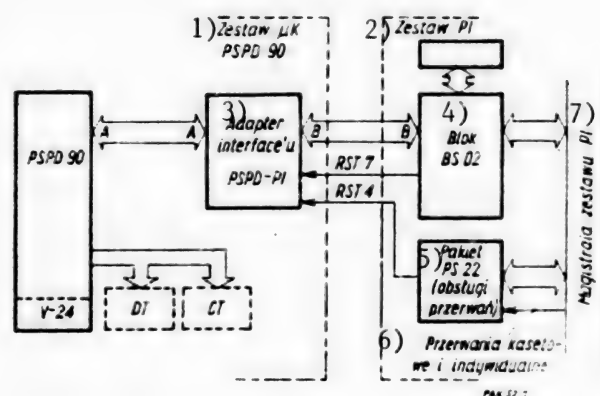 1) Zestaw μK
PSPD 90
2) Zestaw PI
PSPD 90
A
A
3) Adapter
interface'u
PSPD-PI
B
B
4)
Blok
BS 02
7)
Magistrala zestawu PI
RST 7
RST 4
5) Pakiet
PS 22
(obsługi
przerwań)
V-24
DT
CT
6) Przerwania kaseto-
we i indywidualne